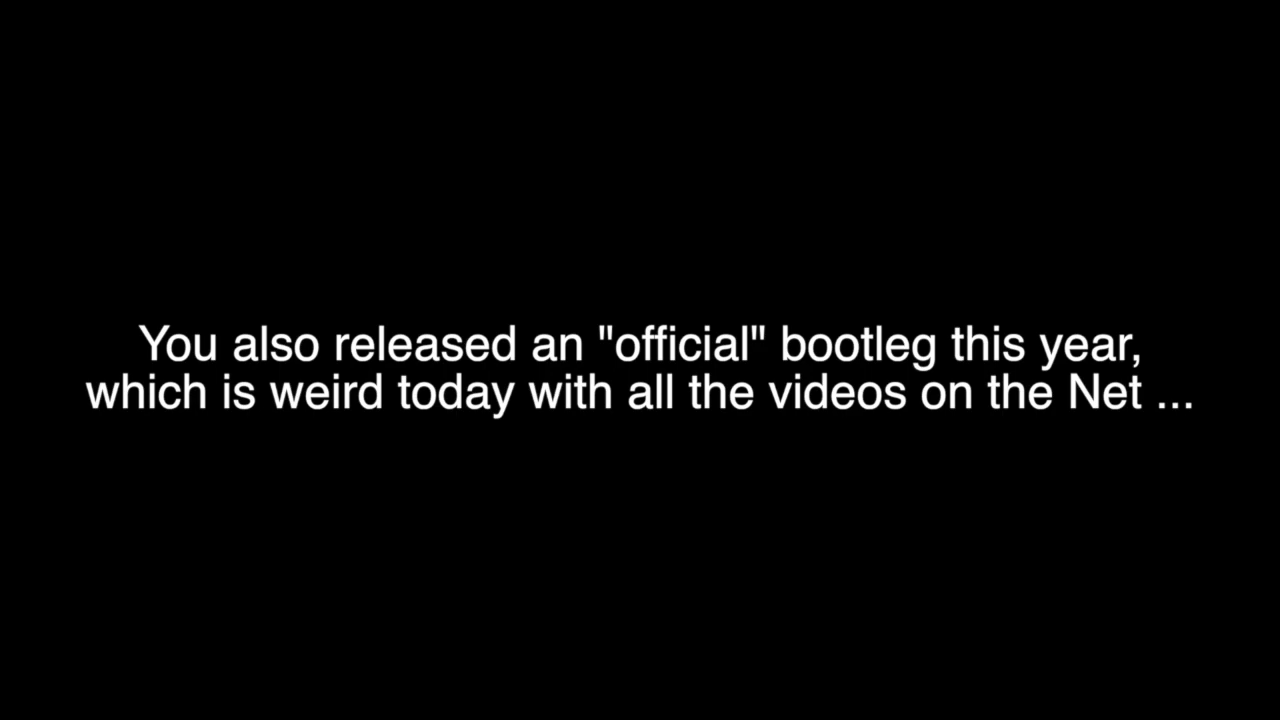 You also released an "official" bootleg this year,
which is weird today with all the videos on the Net ...